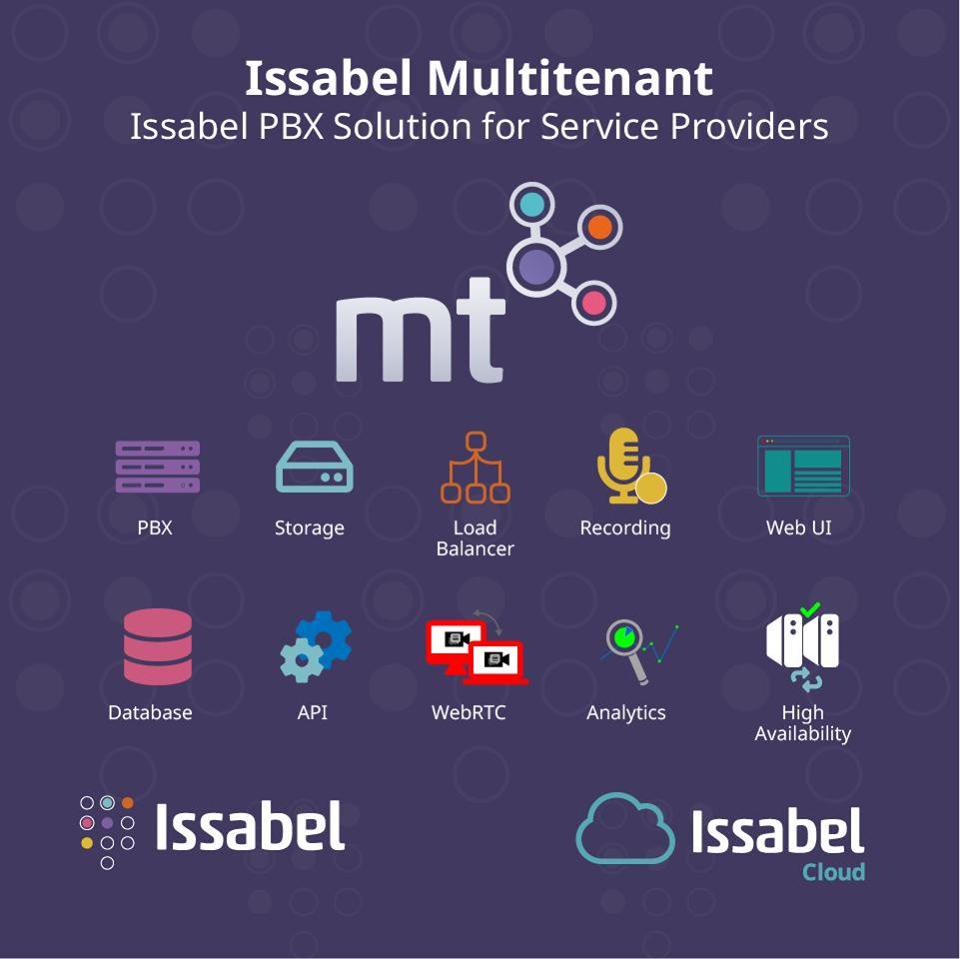 Issabel Multitenant
Issabel PBX Solution for Service Providers
mt
PBX
Storage
Load
Balancer
Recording
Web UI
Database
API
WebRTC
Analytics
High
Availability
Issabel
Issabel
Cloud